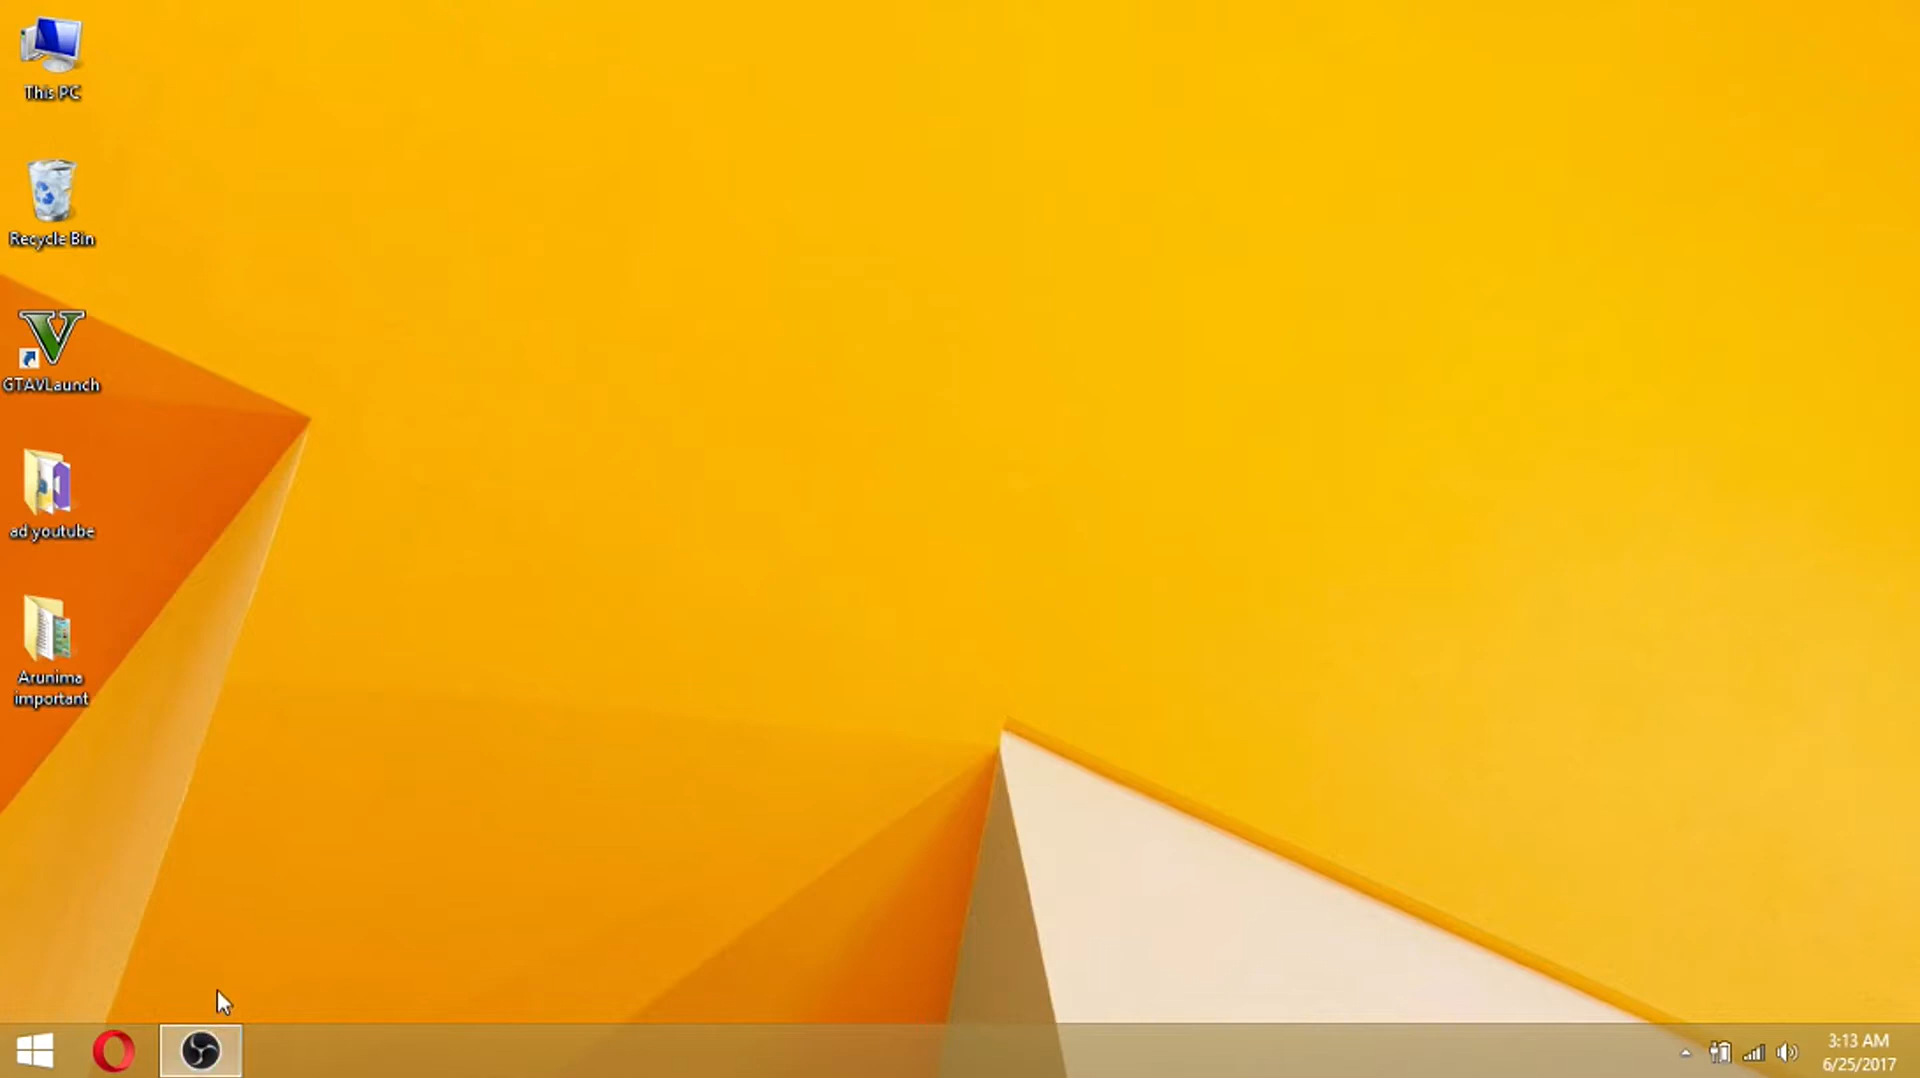 This PC
Recycle Bin
GTAVLaunch
ad youtube
Arunima
important
3:13 AM
6/25/2017